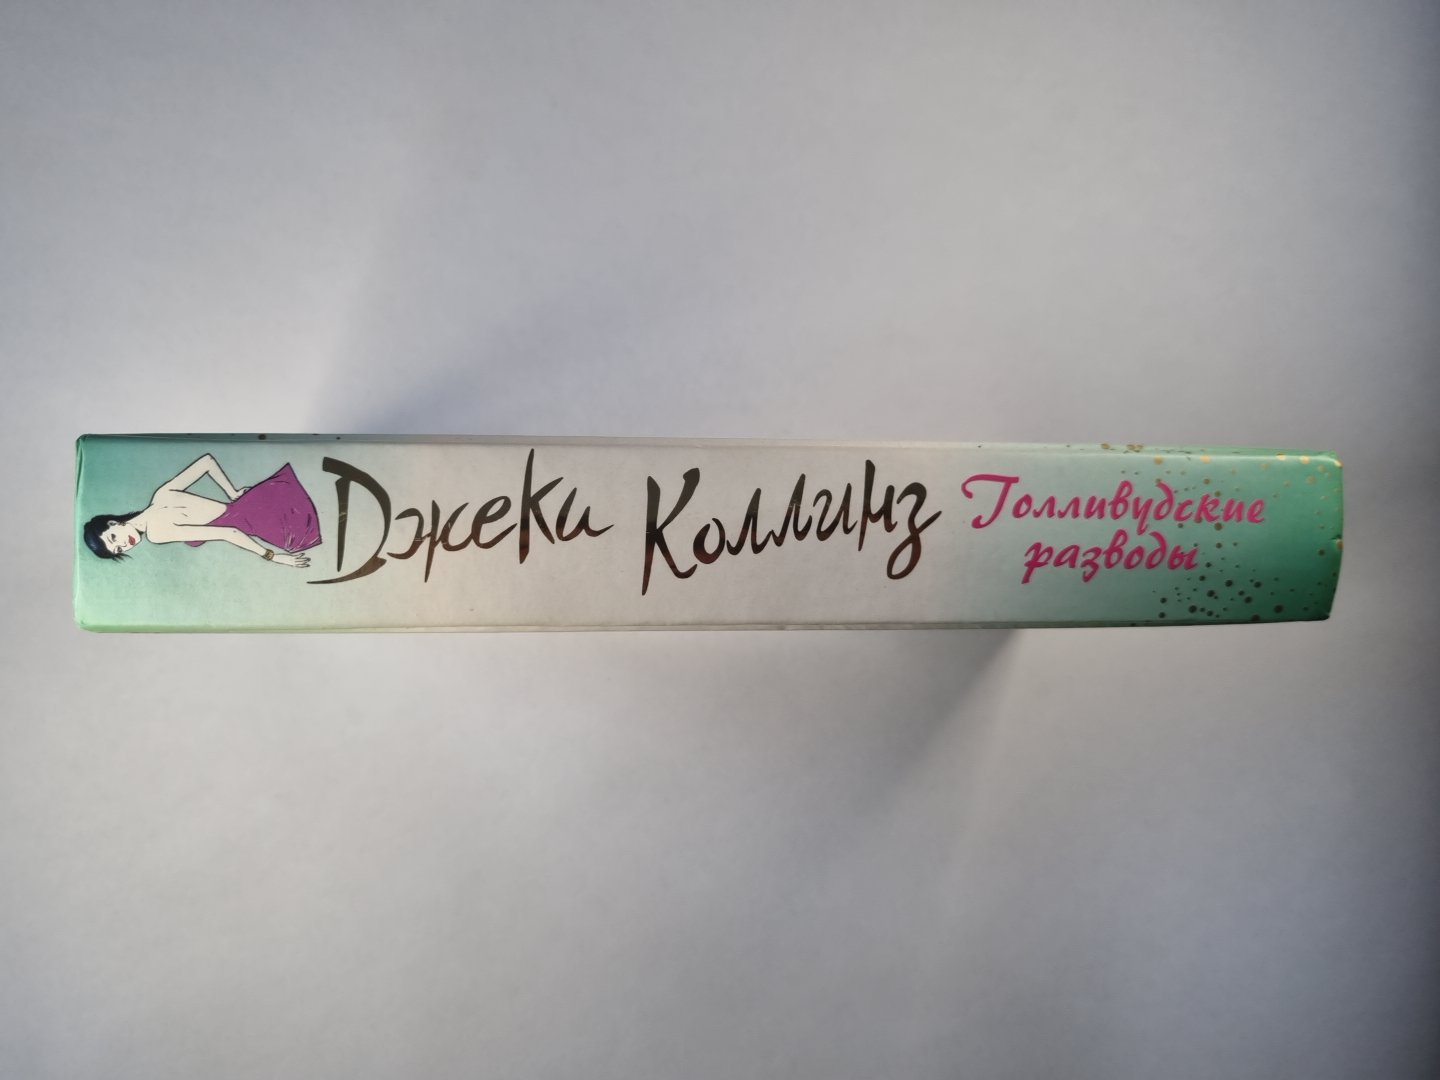 Джеки Коллинз
Голливудские
разводы